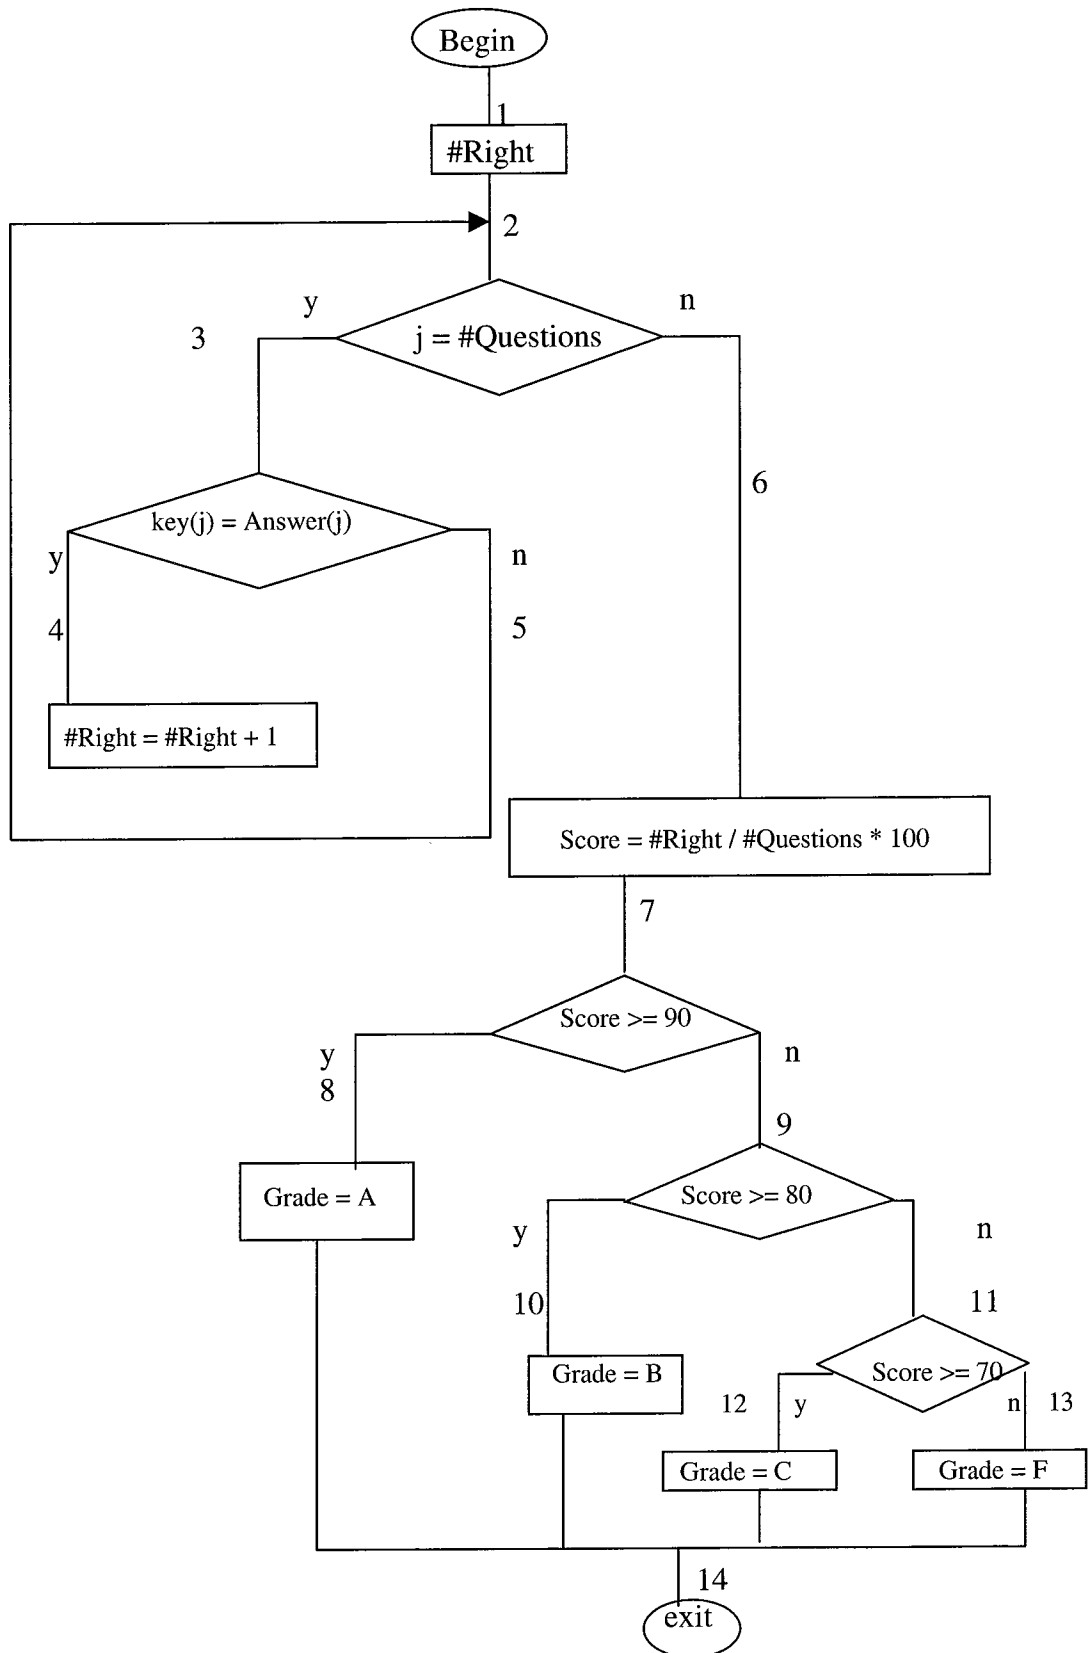 Begin
1
#Right
2
y
n
3
j = #Questions
6
key(j) = Answer(j)
y
n
4
5
#Right = #Right + 1
Score = #Right / #Questions * 100
7
Score >= 90
y
n
8
9
Grade = A
Score >= 80
y
n
10
11
Grade = B
Score >= 70
12
y
n
13
Grade = C
Grade = F
14
exit